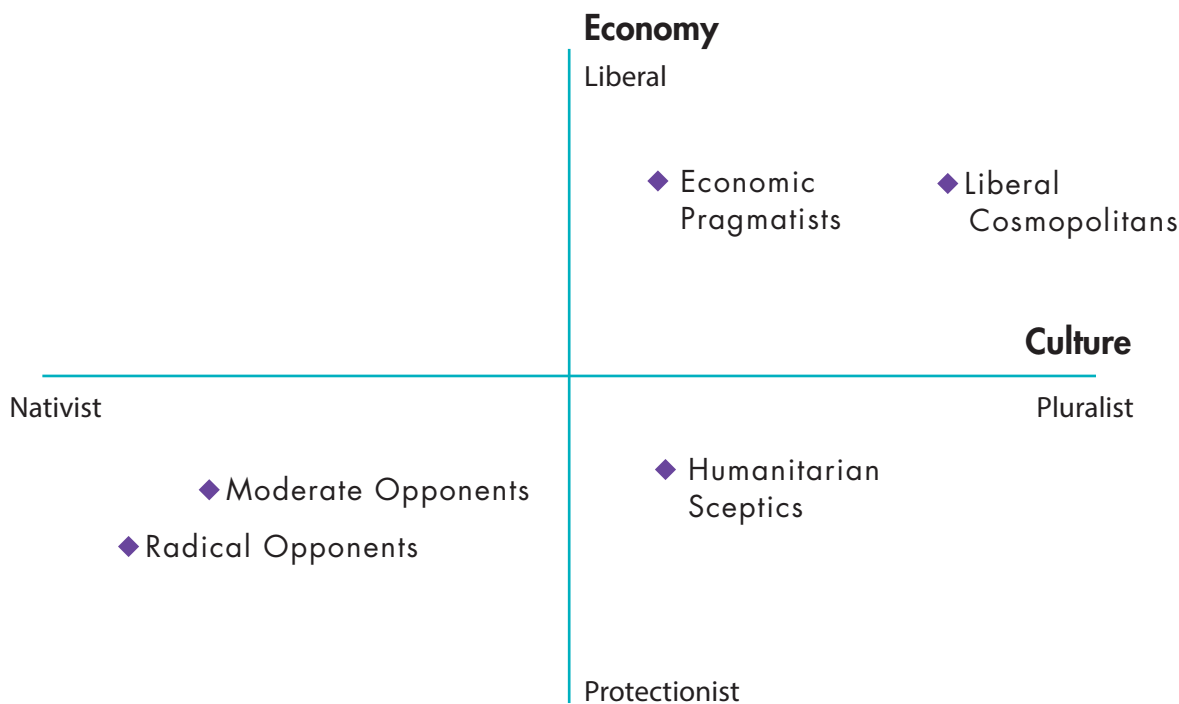 Economy
Liberal
Economic
Pragmatists
Liberal
Cosmopolitans
Culture
Nativist
Pluralist
Moderate Opponents
Humanitarian
Sceptics
Radical Opponents
Protectionist